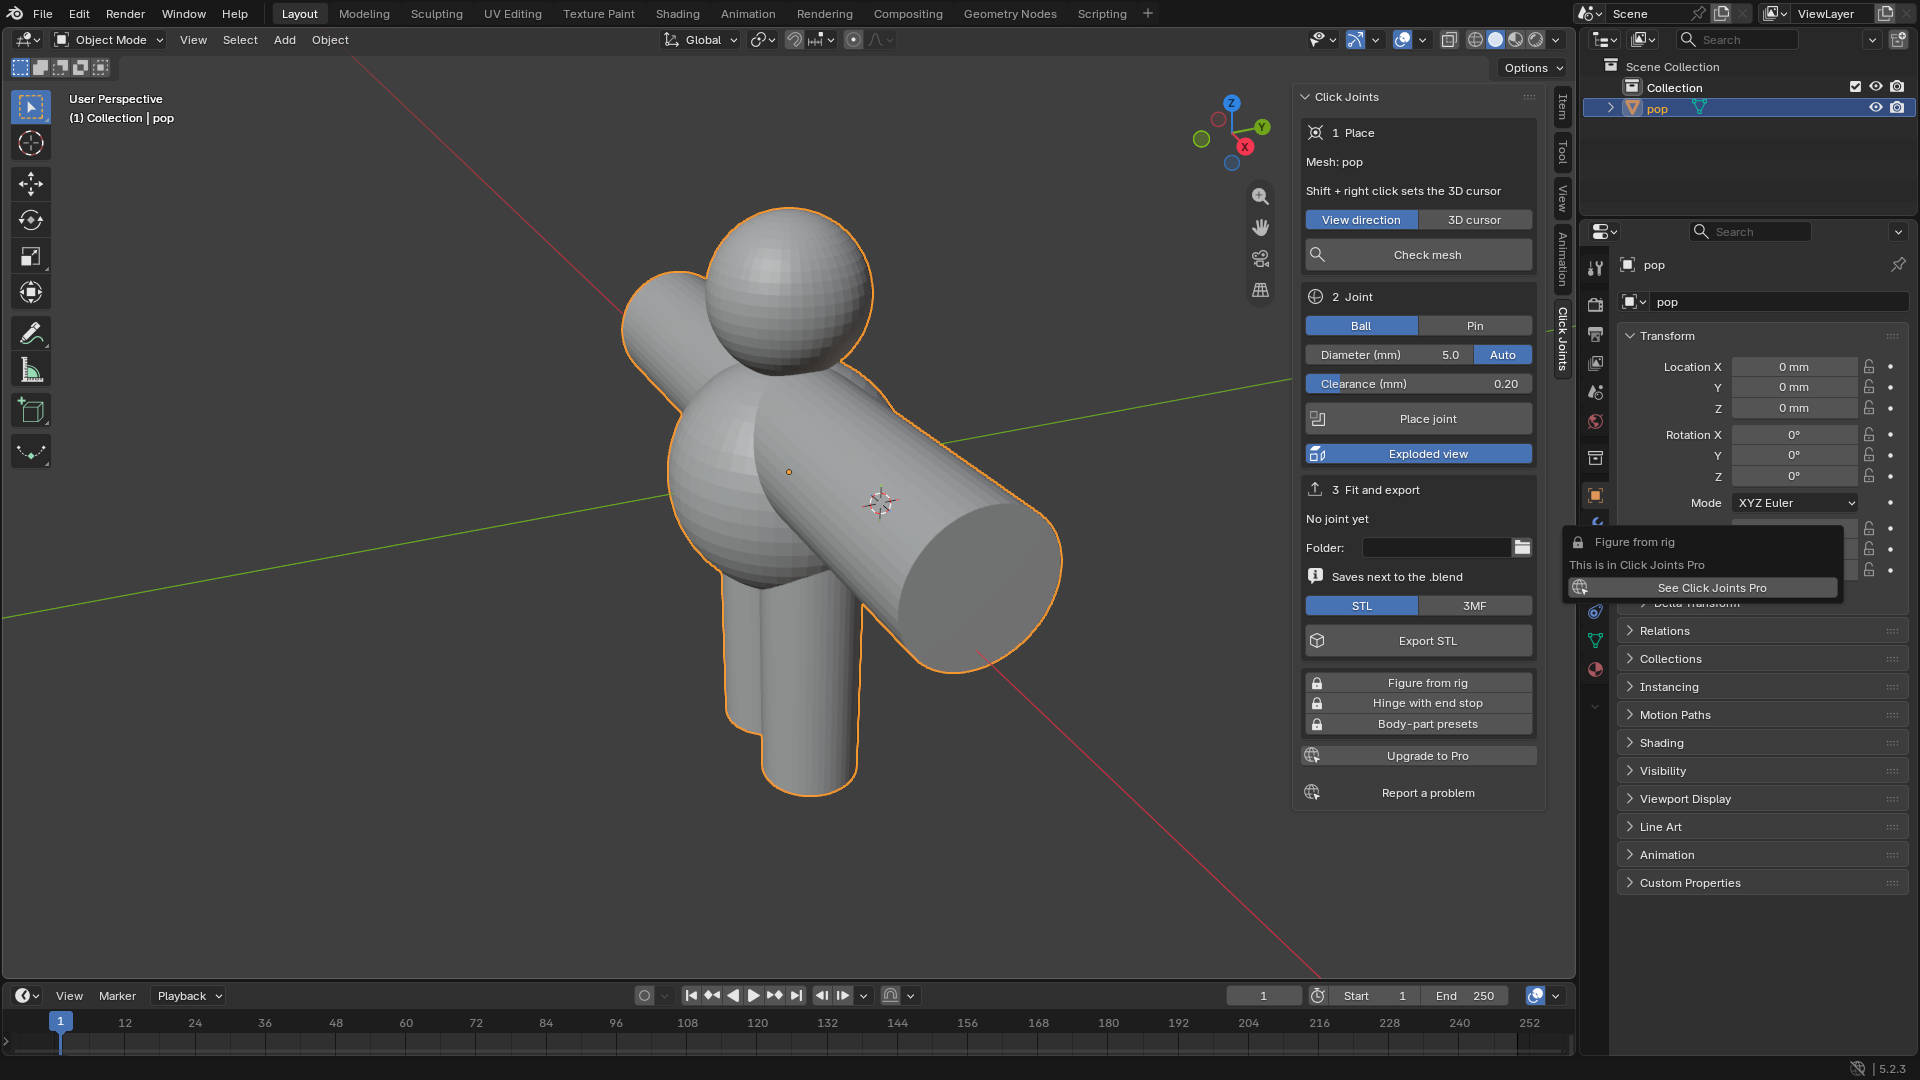 File Edit Render Window Help Layout Modeling Sculpting UV Editing Texture Paint Shading Animation Rendering Compositing Geometry Nodes Scripting Scene ViewLayer
Object Mode View Select Add Object Global Search
Options
User Perspective
(1) Collection | pop
Z
Y
X
Click Joints
1 Place
Mesh: pop
Shift + right click sets the 3D cursor
View direction 3D cursor
Check mesh
2 Joint
Ball Pin
Diameter (mm) 5.0 Auto
Clearance (mm) 0.20
Place joint
Exploded view
3 Fit and export
No joint yet
Folder:
Saves next to the .blend
STL 3MF
Export STL
Figure from rig
Hinge with end stop
Body-part presets
Upgrade to Pro
Report a problem
Item
Tool
View
Animation
Click Joints
Scene Collection
Collection
pop
Search
pop
pop
Transform
Location X 0 mm
Y 0 mm
Z 0 mm
Rotation X 0°
Y 0°
Z 0°
Mode XYZ Euler
Figure from rig
This is in Click Joints Pro
See Click Joints Pro
Delta Transform
Relations
Collections
Instancing
Motion Paths
Shading
Visibility
Viewport Display
Line Art
Animation
Custom Properties
View Marker Playback 1 Start 1 End 250
1 12 24 36 48 60 72 84 96 108 120 132 144 156 168 180 192 204 216 228 240 252
5.2.3